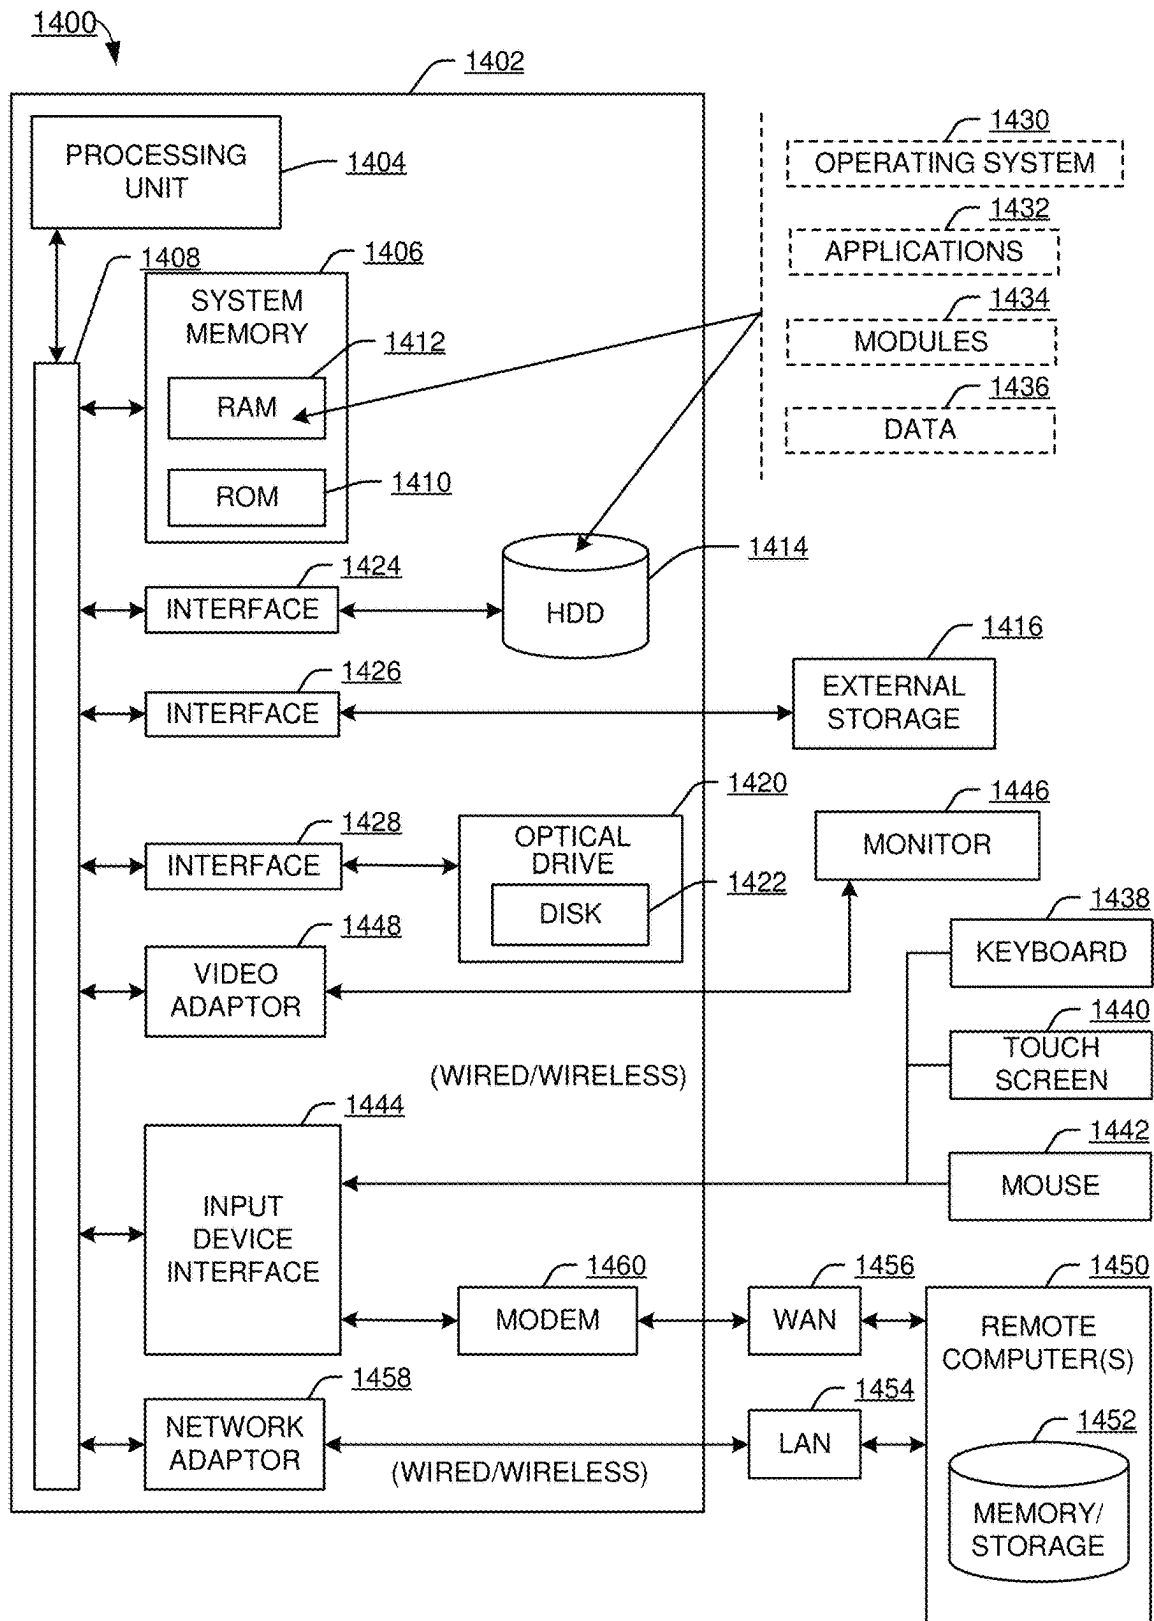 1400
1402
PROCESSING
UNIT
1404
1430
OPERATING SYSTEM
1432
APPLICATIONS
1434
MODULES
1436
DATA
1408
1406
SYSTEM
MEMORY
1412
RAM
1410
ROM
1424
INTERFACE
1414
HDD
1426
INTERFACE
1416
EXTERNAL
STORAGE
1428
INTERFACE
1420
OPTICAL
DRIVE
1422
DISK
1446
MONITOR
1448
VIDEO
ADAPTOR
1438
KEYBOARD
1440
TOUCH
SCREEN
(WIRED/WIRELESS)
1444
INPUT
DEVICE
INTERFACE
1442
MOUSE
1460
MODEM
1456
WAN
1450
REMOTE
COMPUTER(S)
1458
NETWORK
ADAPTOR
(WIRED/WIRELESS)
1454
LAN
1452
MEMORY/
STORAGE